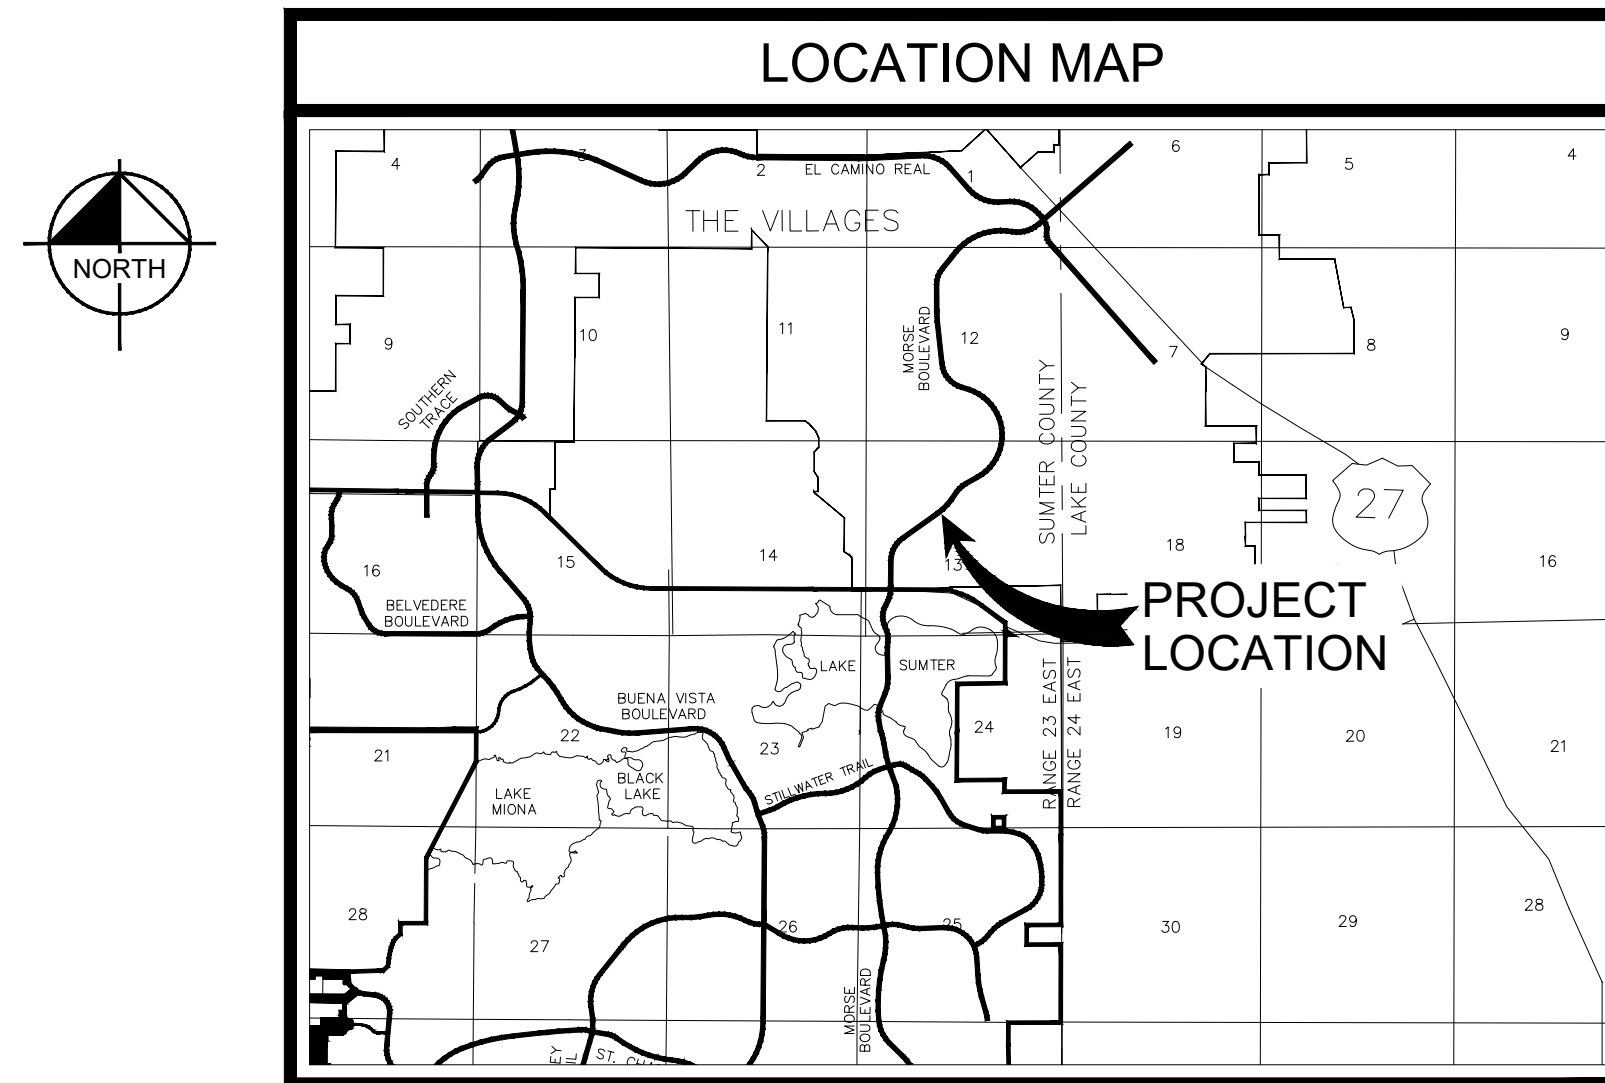 LOCATION MAP
NORTH
4
3
2
EL CAMINO REAL
1
6
5
4
THE VILLAGES
9
10
11
MORSE
BOULEVARD
12
7
8
9
SOUTHERN
TRACE
SUMTER COUNTY
LAKE COUNTY
27
16
15
14
13
18
16
BELVEDERE
BOULEVARD
PROJECT
LOCATION
LAKE
SUMTER
BUENA VISTA
BOULEVARD
RANGE 23 EAST
RANGE 24 EAST
21
22
23
24
19
20
21
STILLWATER TRAIL
BLACK
LAKE
LAKE
MIONA
28
27
26
25
30
29
28
MORSE
BOULEVARD
ST.